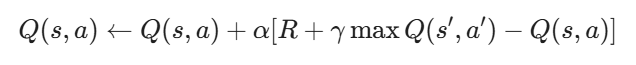 Q(s, a) ← Q(s, a) + α[R + γ max Q(s′, a′) − Q(s, a)]